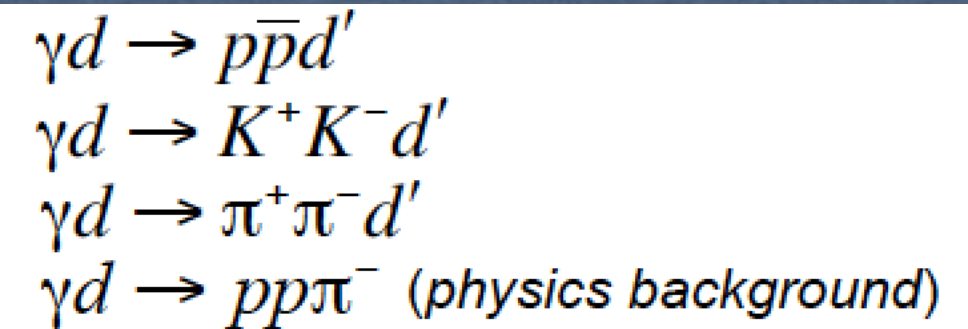 γd → pp̅d′
γd → K⁺K⁻d′
γd → π⁺π⁻d′
γd → ppπ⁻ (physics background)